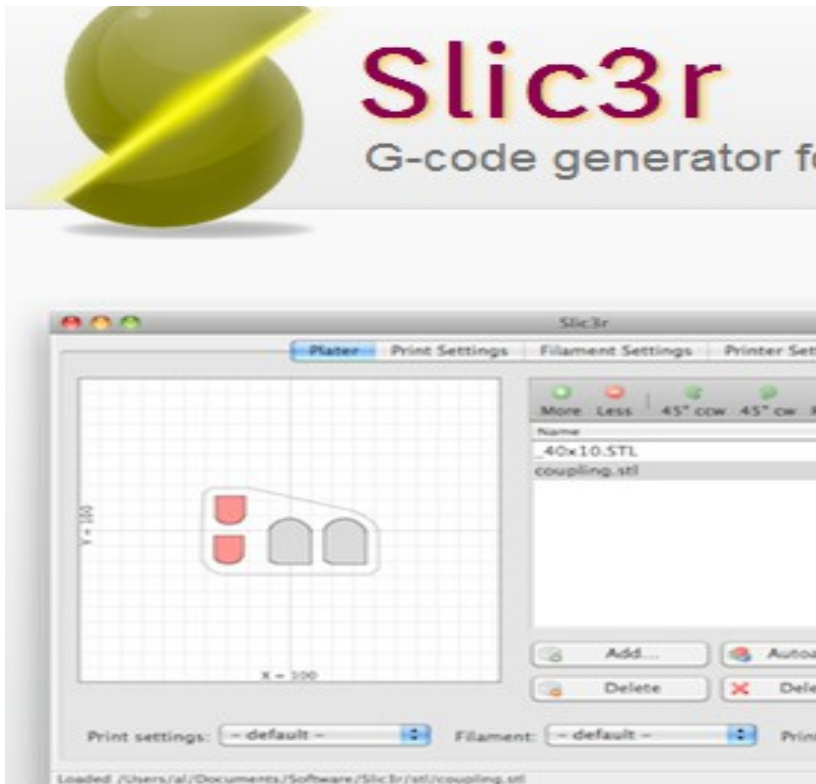 Slic3r
G-code generator fo
Slic3r
Plater Print Settings Filament Settings Printer Set
More Less 45° ccw 45° cw
Name
_40x10.STL
coupling.stl
Y = 100
X = 100
Add... Autoa
Delete Dele
Print settings: - default - Filament: - default - Prin
Loaded /Users/al/Documents/Software/Slic3r/stl/coupling.stl